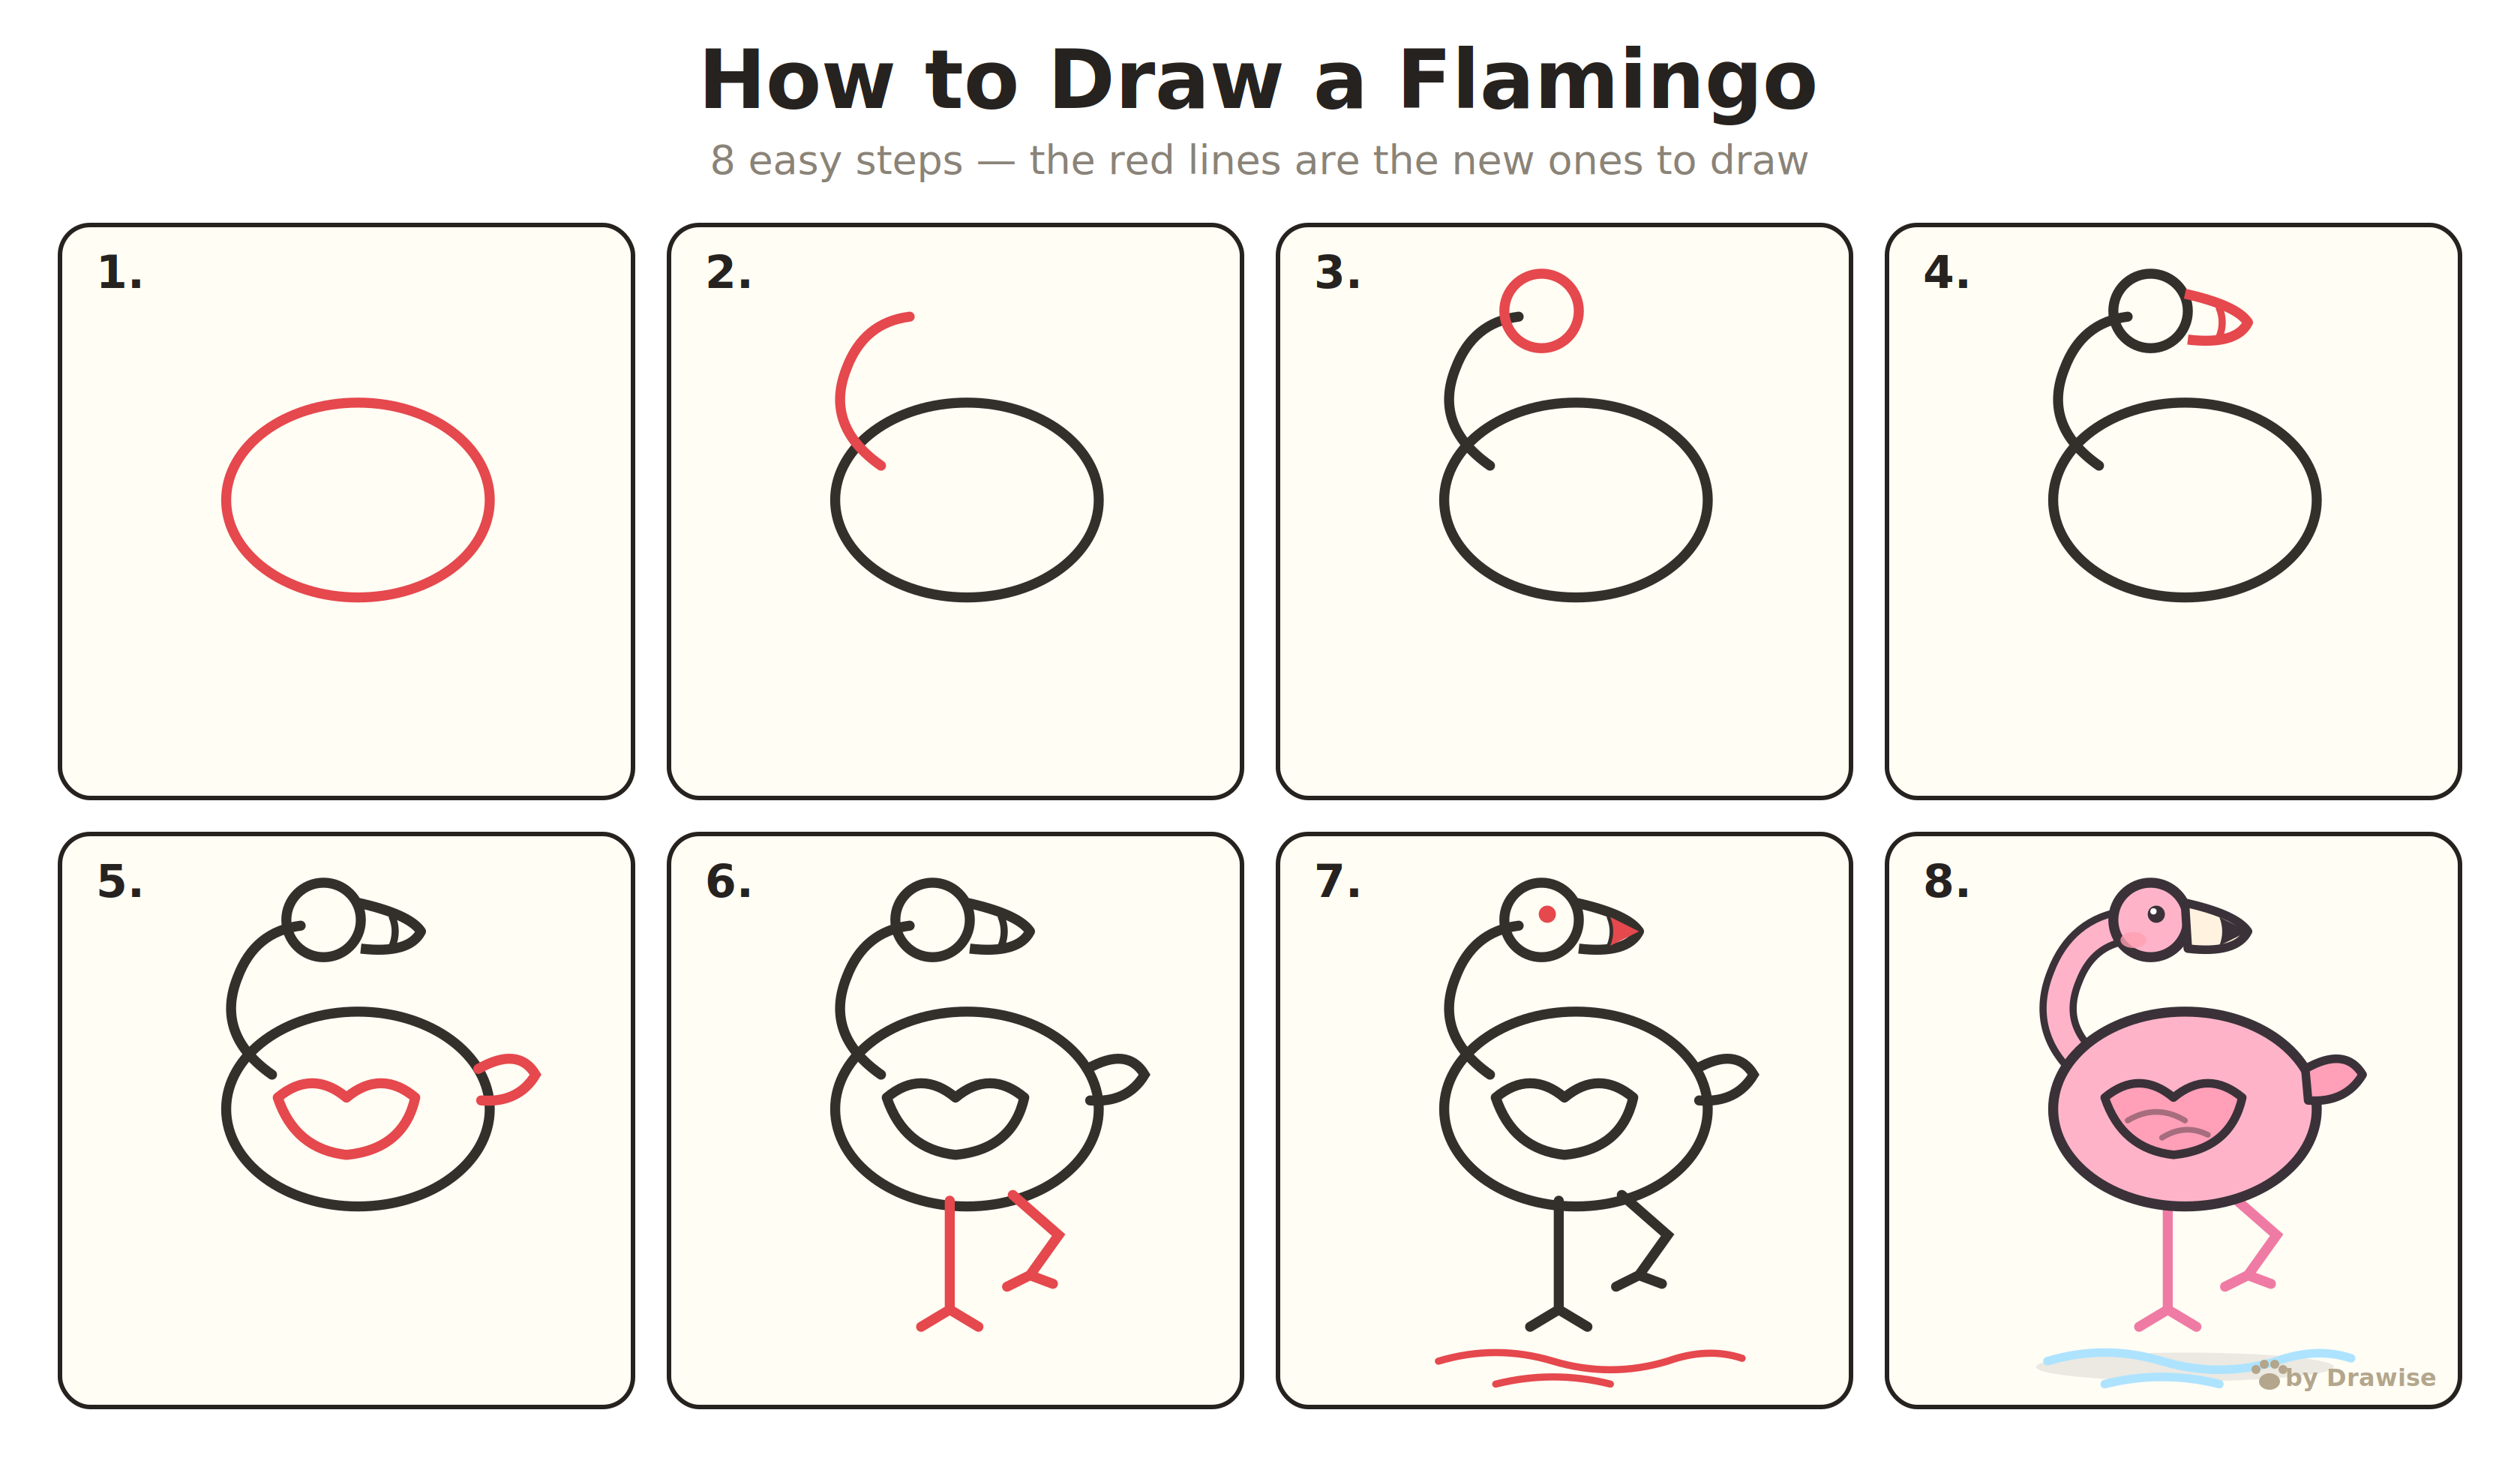 How to Draw a Flamingo
8 easy steps — the red lines are the new ones to draw
1.
2.
3.
4.
5.
6.
7.
8.
by Drawise